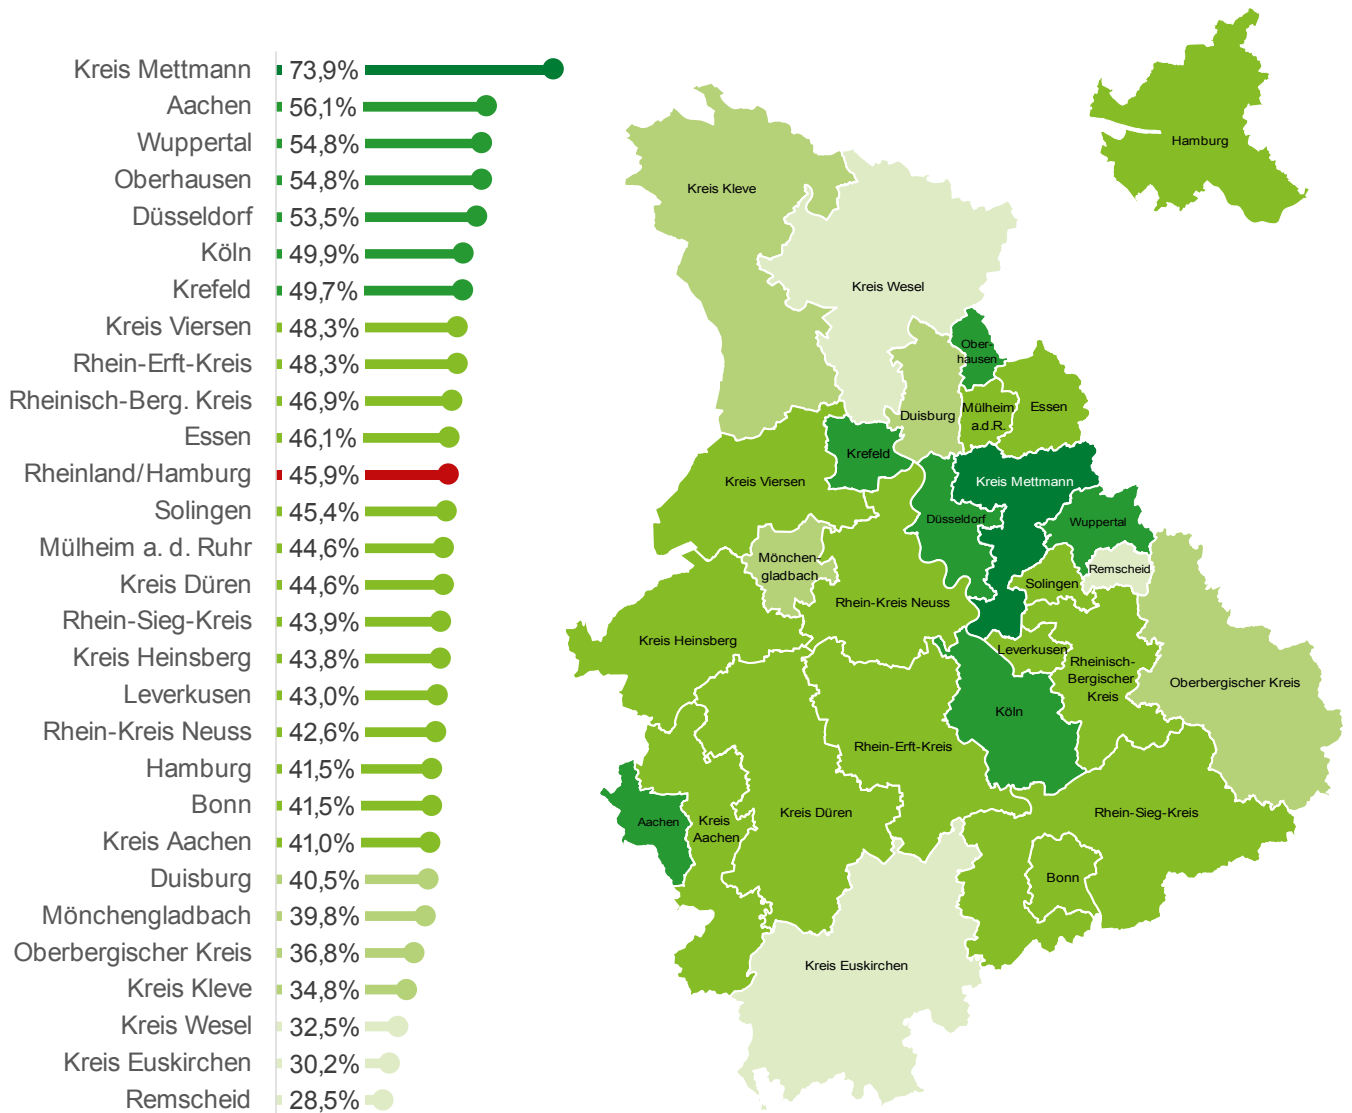 Kreis Mettmann 73,9%
Aachen 56,1%
Wuppertal 54,8%
Oberhausen 54,8%
Düsseldorf 53,5%
Köln 49,9%
Krefeld 49,7%
Kreis Viersen 48,3%
Rhein-Erft-Kreis 48,3%
Rheinisch-Berg. Kreis 46,9%
Essen 46,1%
Rheinland/Hamburg 45,9%
Solingen 45,4%
Mülheim a. d. Ruhr 44,6%
Kreis Düren 44,6%
Rhein-Sieg-Kreis 43,9%
Kreis Heinsberg 43,8%
Leverkusen 43,0%
Rhein-Kreis Neuss 42,6%
Hamburg 41,5%
Bonn 41,5%
Kreis Aachen 41,0%
Duisburg 40,5%
Mönchengladbach 39,8%
Oberbergischer Kreis 36,8%
Kreis Kleve 34,8%
Kreis Wesel 32,5%
Kreis Euskirchen 30,2%
Remscheid 28,5%
Hamburg
Kreis Kleve
Kreis Wesel
Ober-
hausen
Duisburg
Mülheim
a.d.R.
Essen
Krefeld
Kreis Viersen
Kreis Mettmann
Düsseldorf
Wuppertal
Mönchen-
gladbach
Remscheid
Solingen
Rhein-Kreis Neuss
Kreis Heinsberg
Leverkusen
Rheinisch-
Bergischer
Kreis
Oberbergischer Kreis
Köln
Rhein-Erft-Kreis
Aachen
Kreis
Aachen
Kreis Düren
Rhein-Sieg-Kreis
Bonn
Kreis Euskirchen